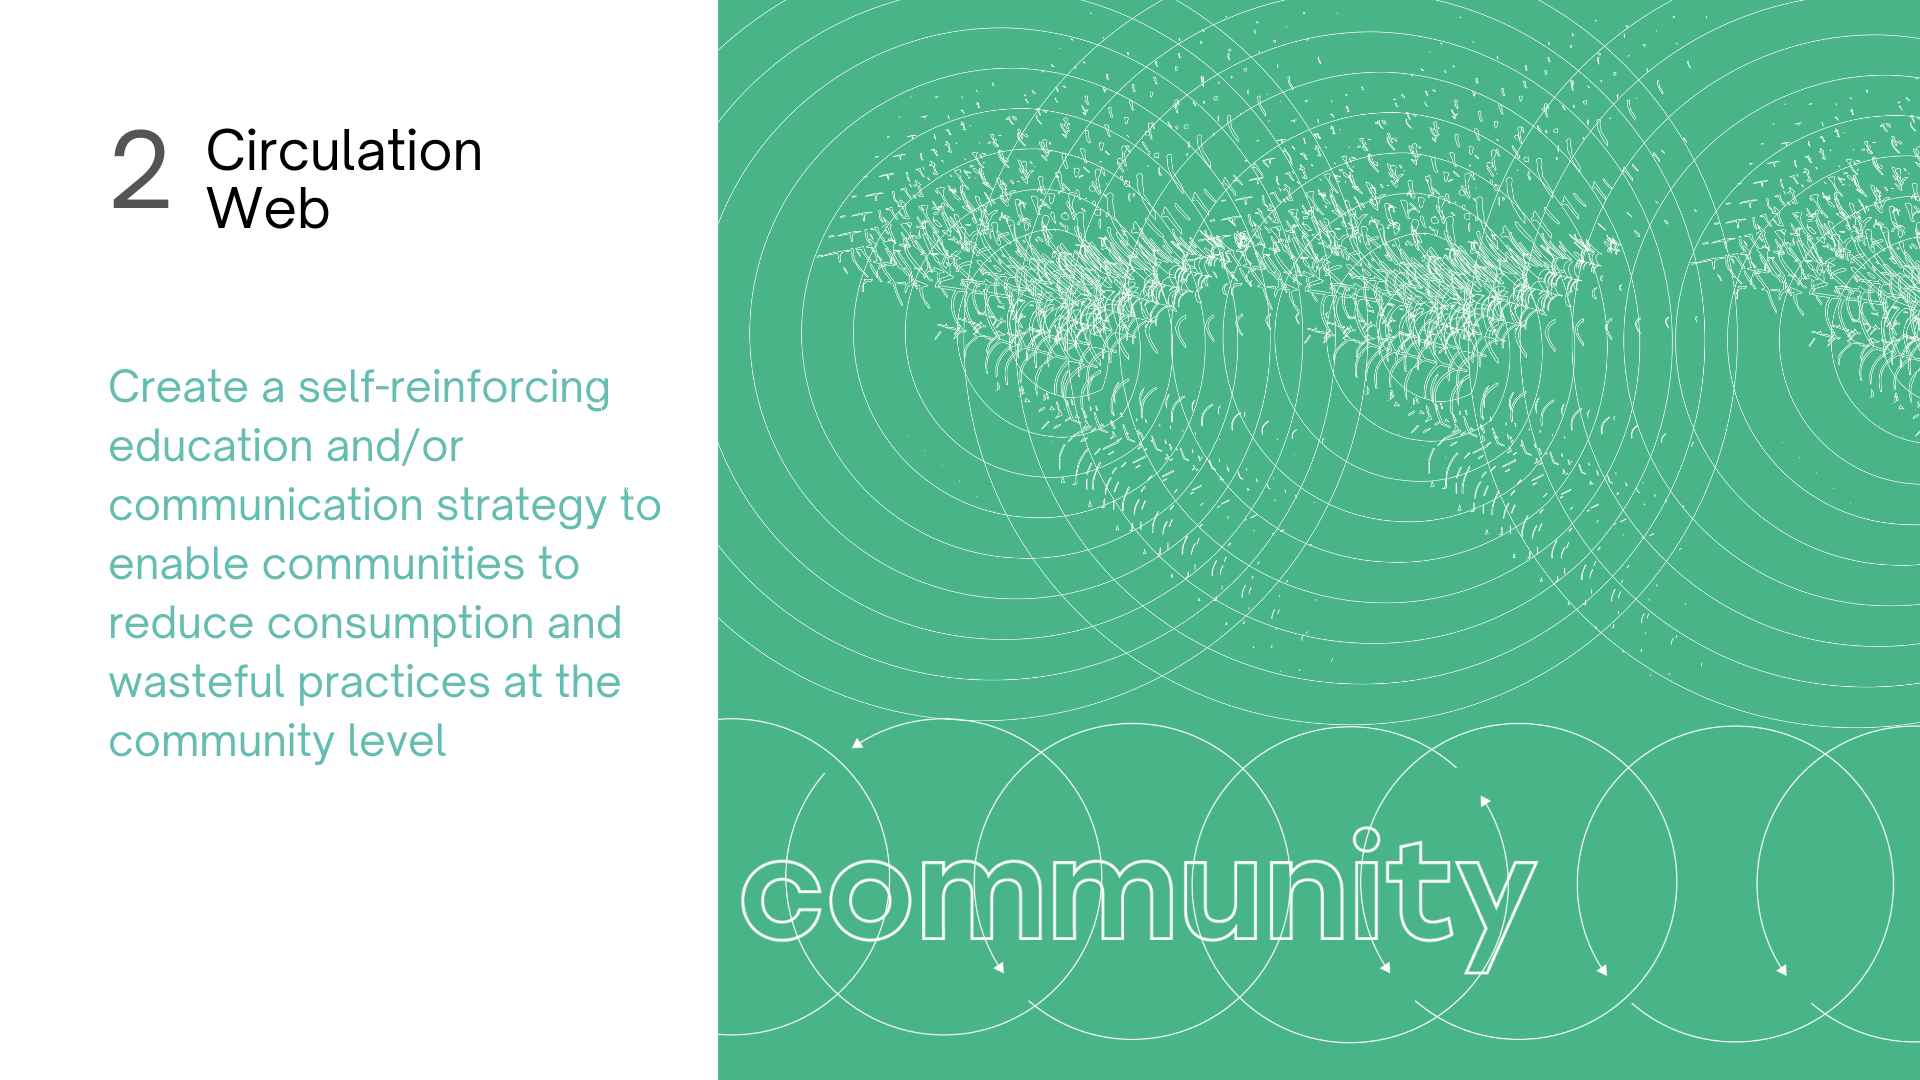 2
Circulation
Web
Create a self-reinforcing
education and/or
communication strategy to
enable communities to
reduce consumption and
wasteful practices at the
community level
community